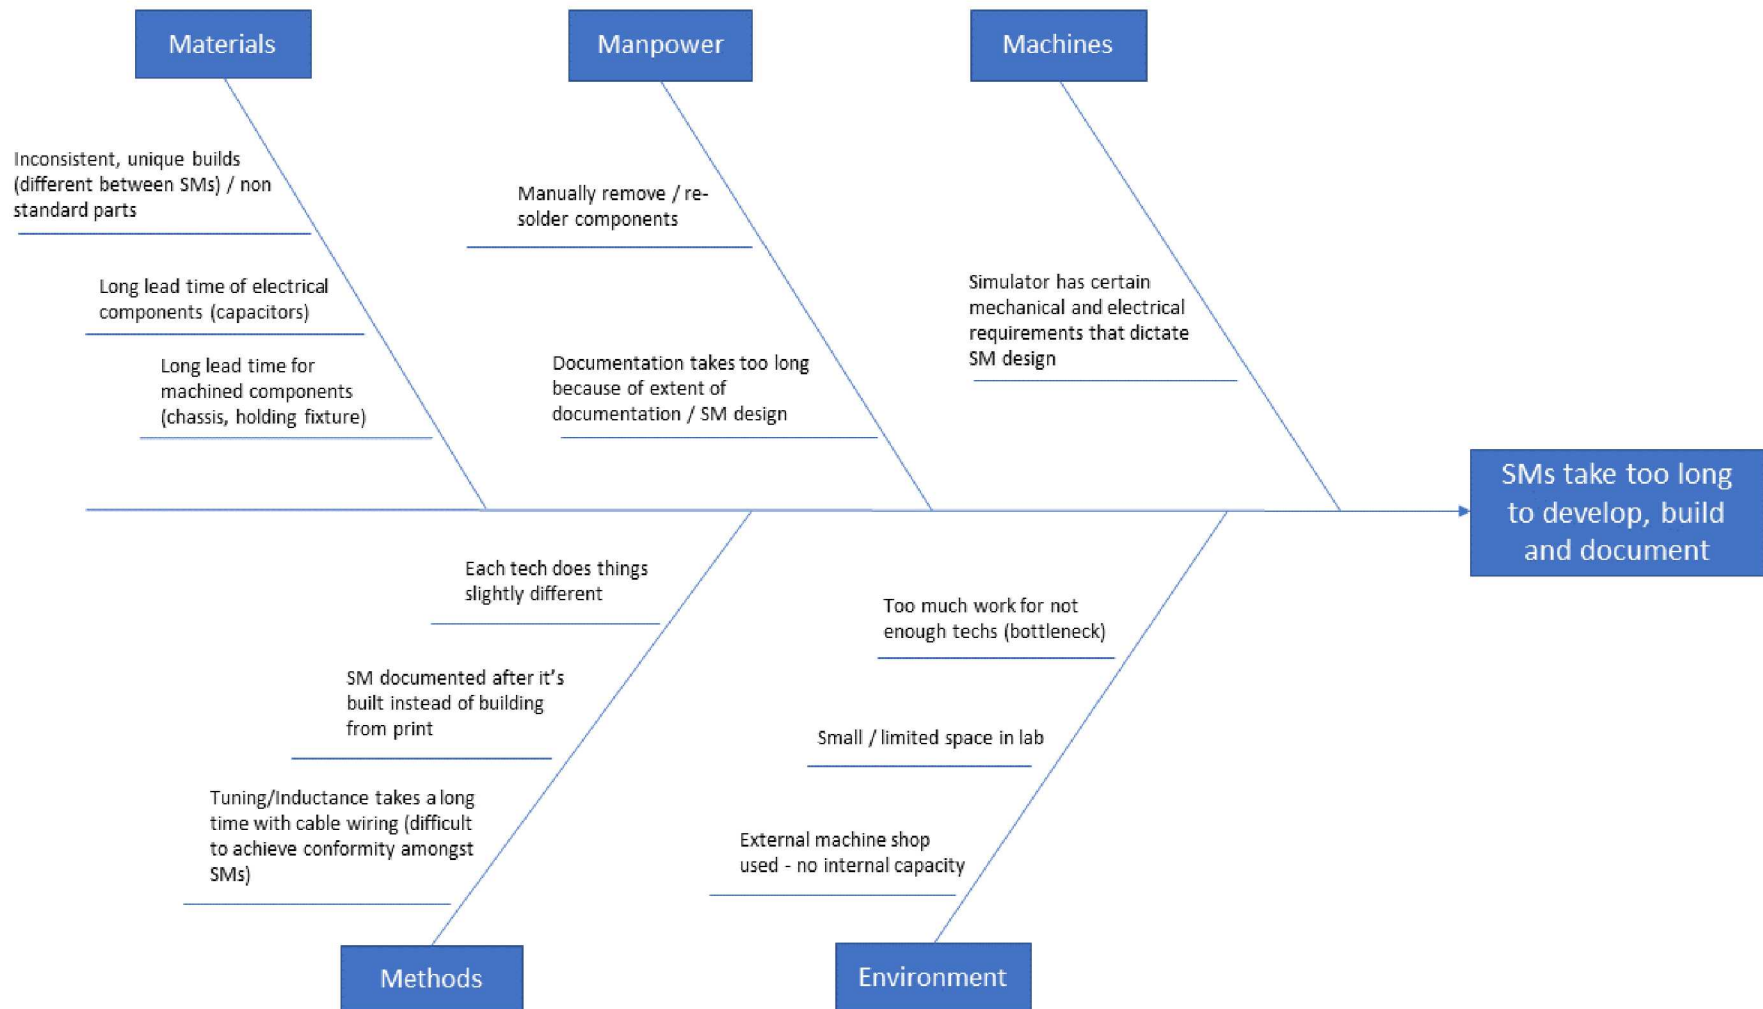 Materials
Manpower
Machines
Inconsistent, unique builds
(different between SMs) / non
standard parts
Long lead time of electrical
components (capacitors)
Long lead time for
machined components
(chassis, holding fixture)
Manually remove / re-
solder components
Documentation takes too long
because of extent of
documentation / SM design
Simulator has certain
mechanical and electrical
requirements that dictate
SM design
SMs take too long
to develop, build
and document
Each tech does things
slightly different
SM documented after it's
built instead of building
from print
Tuning/Inductance takes a long
time with cable wiring (difficult
to achieve conformity amongst
SMs)
Too much work for not
enough techs (bottleneck)
Small / limited space in lab
External machine shop
used - no internal capacity
Methods
Environment